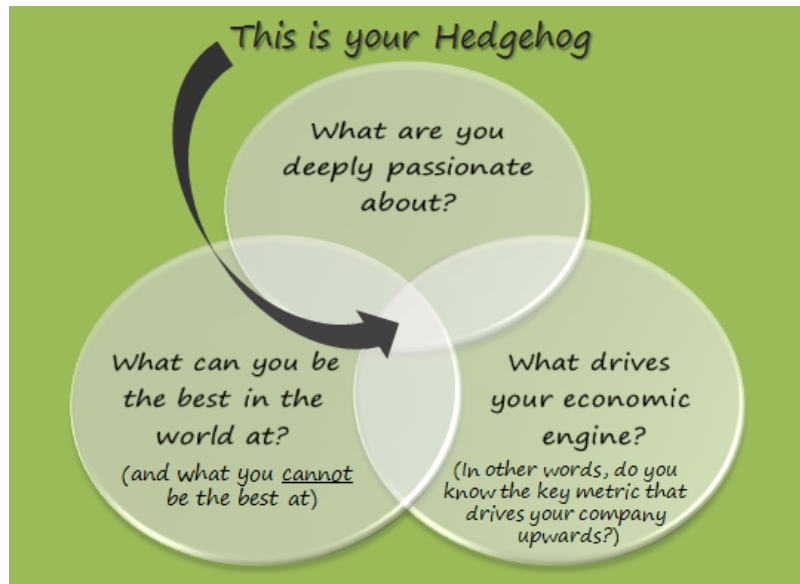 This is your Hedgehog
What are you
deeply passionate
about?
What can you be
the best in the
world at?
(and what you cannot
be the best at)
What drives
your economic
engine?
(In other words, do you
know the key metric that
drives your company
upwards?)